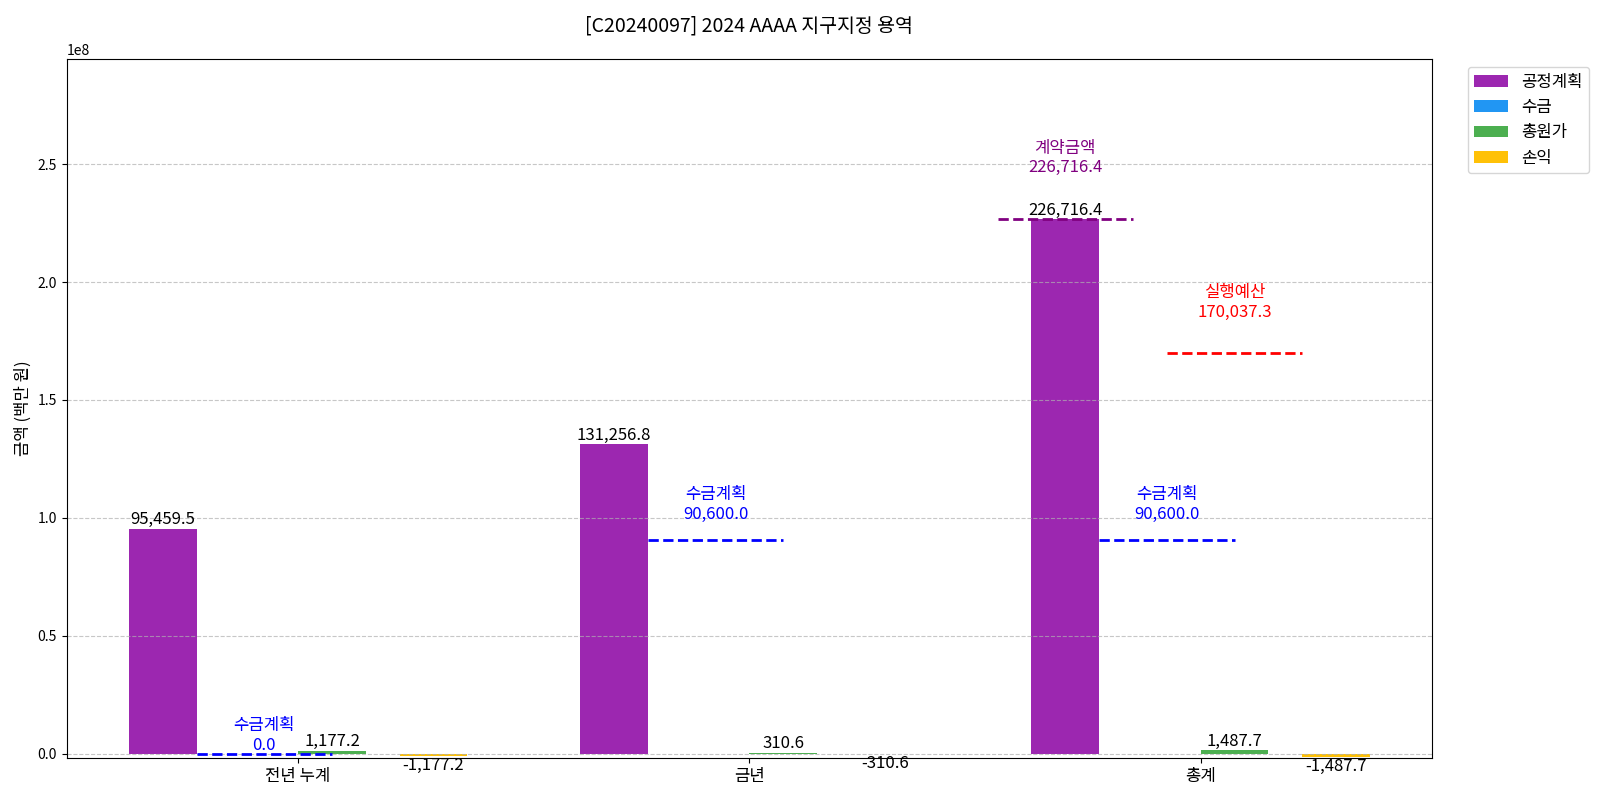 [C20240097] 2024 AAAA 지구지정 용역
1e8
공정계획
수금
총원가
손익
금액 (백만 원)
2.5
2.0
1.5
1.0
0.5
0.0
계약금액
226,716.4
226,716.4
실행예산
170,037.3
131,256.8
수금계획
90,600.0
수금계획
90,600.0
95,459.5
수금계획
0.0
1,177.2
-1,177.2
310.6
-310.6
1,487.7
-1,487.7
전년 누계
금년
총계